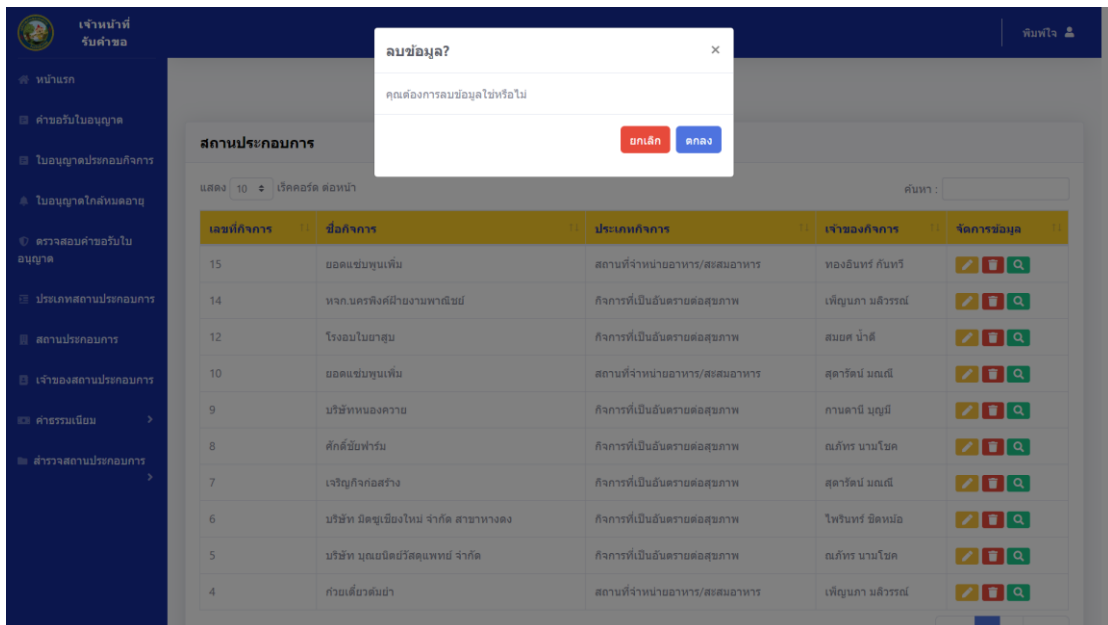 เจ้าหน้าที่
รับคำขอ
พิมพ์ใจ
หน้าแรก
คำขอรับใบอนุญาต
ใบอนุญาตประกอบกิจการ
ใบอนุญาตใกล้หมดอายุ
ตรวจสอบคำขอรับใบ
อนุญาต
ประเภทสถานประกอบการ
สถานประกอบการ
เจ้าของสถานประกอบการ
ค่าธรรมเนียม
สำรวจสถานประกอบการ
ลบข้อมูล? ×
คุณต้องการลบข้อมูลใช่หรือไม่
ยกเลิก ตกลง
สถานประกอบการ
แสดง 10 เร็คคอร์ด ต่อหน้า ค้นหา :
เลขที่กิจการ ชื่อกิจการ ประเภทกิจการ เจ้าของกิจการ จัดการข้อมูล
15 ยอดแซ่บพูนเพิ่ม สถานที่จำหน่ายอาหาร/สะสมอาหาร ทองอินทร์ กันทวี
14 หจก.นครพิงค์ฝ้ายงามพาณิชย์ กิจการที่เป็นอันตรายต่อสุขภาพ เพ็ญนภา มลิวรรณ์
12 โรงอบใบยาสูบ กิจการที่เป็นอันตรายต่อสุขภาพ สมยศ น้ำดี
10 ยอดแซ่บพูนเพิ่ม สถานที่จำหน่ายอาหาร/สะสมอาหาร สุดารัตน์ มณณี
9 บริษัทหนองควาย กิจการที่เป็นอันตรายต่อสุขภาพ กานดานี บุญมี
8 ศักดิ์ชัยฟาร์ม กิจการที่เป็นอันตรายต่อสุขภาพ ณภัทร นามโชค
7 เจริญกิจก่อสร้าง กิจการที่เป็นอันตรายต่อสุขภาพ สุดารัตน์ มณณี
6 บริษัท มิตซูเชียงใหม่ จำกัด สาขาหางดง กิจการที่เป็นอันตรายต่อสุขภาพ ไพรินทร์ ขิดหม้อ
5 บริษัท บุณยนิตย์วัสดุแพทย์ จำกัด กิจการที่เป็นอันตรายต่อสุขภาพ ณภัทร นามโชค
4 ก๋วยเตี๋ยวต้มยำ สถานที่จำหน่ายอาหาร/สะสมอาหาร เพ็ญนภา มลิวรรณ์